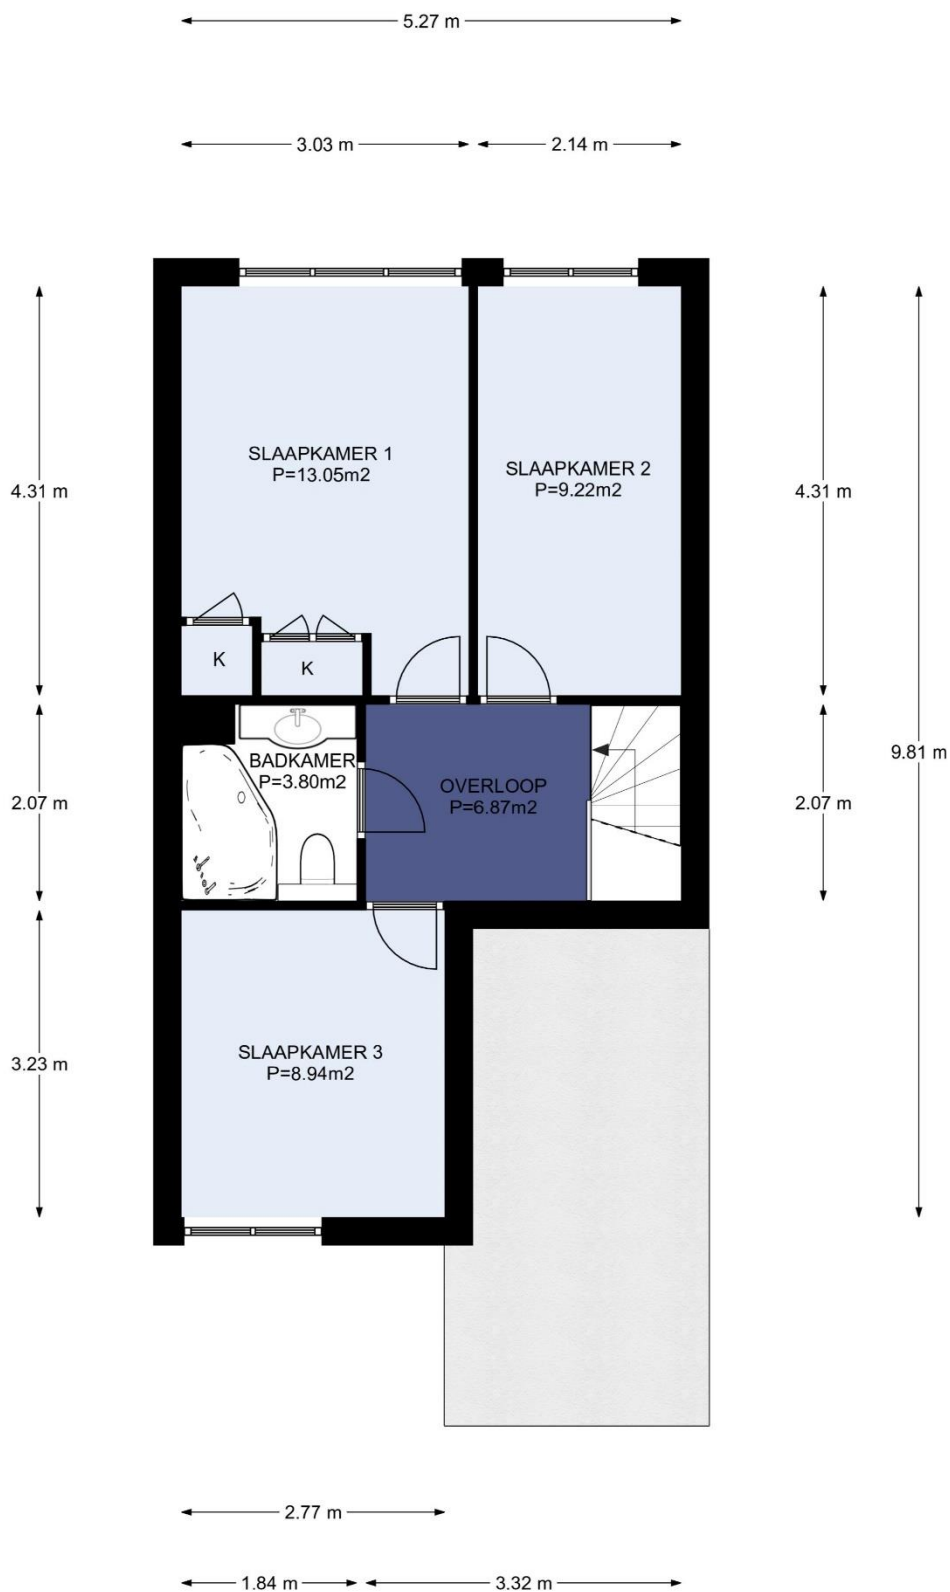 5.27 m
3.03 m
2.14 m
SLAAPKAMER 1
P=13.05m2
SLAAPKAMER 2
P=9.22m2
4.31 m
4.31 m
K
K
BADKAMER
P=3.80m2
OVERLOOP
P=6.87m2
2.07 m
2.07 m
9.81 m
SLAAPKAMER 3
P=8.94m2
3.23 m
2.77 m
1.84 m
3.32 m